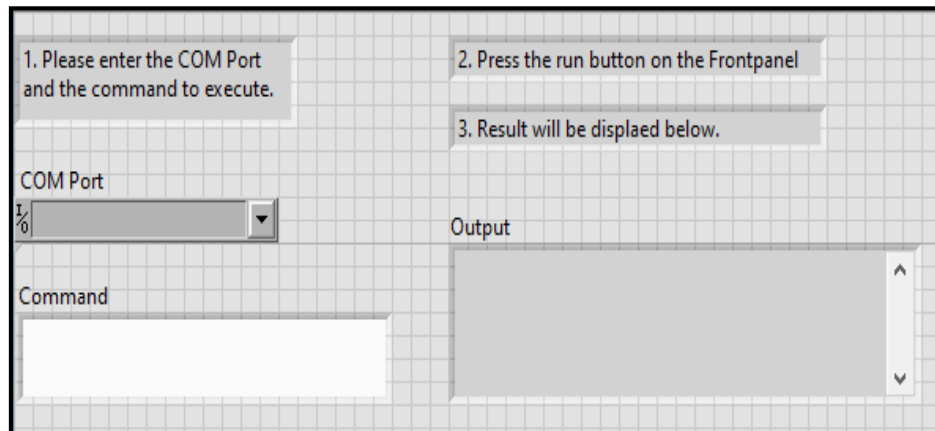 1. Please enter the COM Port
and the command to execute.
2. Press the run button on the Frontpanel
3. Result will be displaed below.
COM Port
I/O
Output
Command